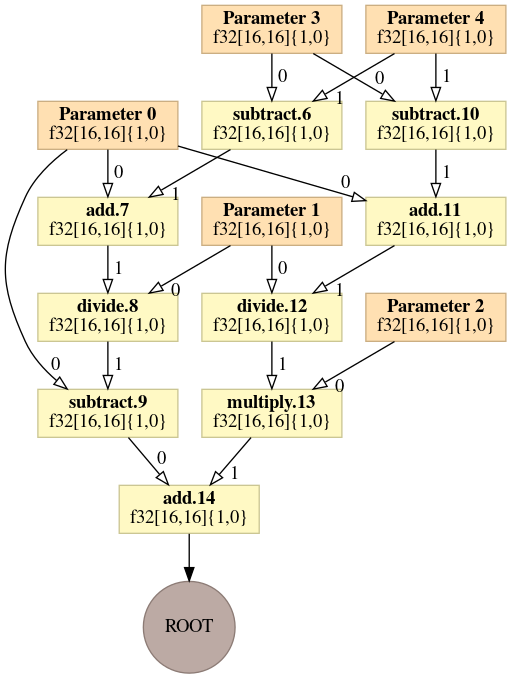 Parameter 3
f32[16,16]{1,0}
Parameter 4
f32[16,16]{1,0}
0
0
1
1
Parameter 0
f32[16,16]{1,0}
subtract.6
f32[16,16]{1,0}
subtract.10
f32[16,16]{1,0}
0
1
0
1
add.7
f32[16,16]{1,0}
Parameter 1
f32[16,16]{1,0}
add.11
f32[16,16]{1,0}
1
0
0
1
divide.8
f32[16,16]{1,0}
divide.12
f32[16,16]{1,0}
Parameter 2
f32[16,16]{1,0}
0
1
1
0
subtract.9
f32[16,16]{1,0}
multiply.13
f32[16,16]{1,0}
0
1
add.14
f32[16,16]{1,0}
ROOT